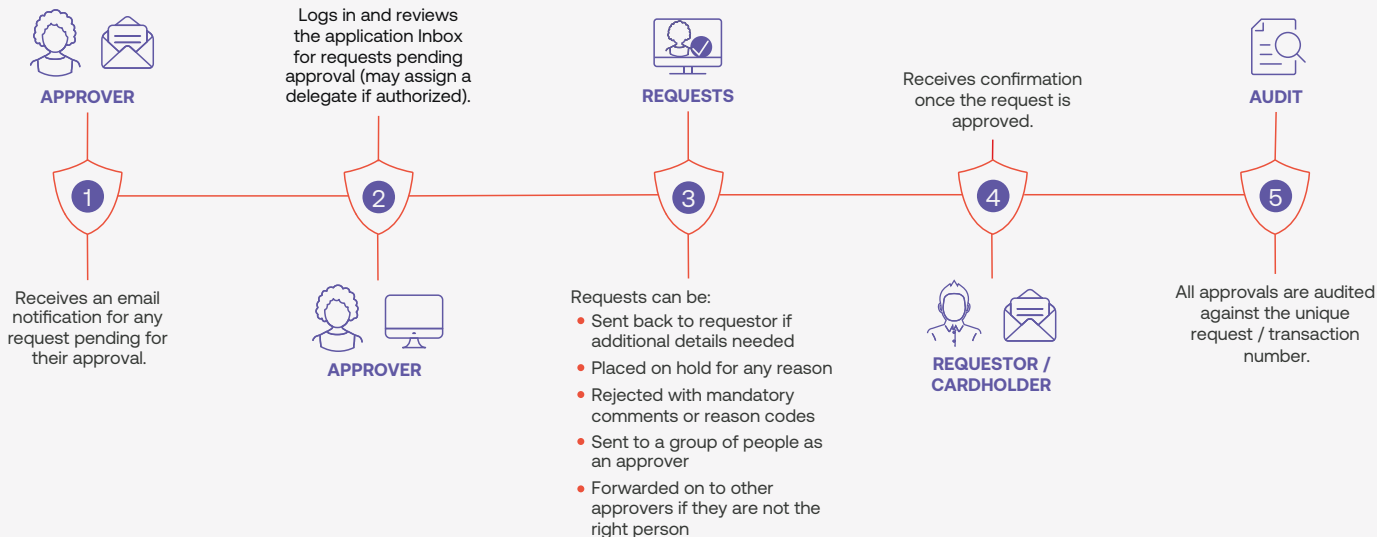 APPROVER
1
Receives an email
notification for any
request pending for
their approval.
Logs in and reviews
the application Inbox
for requests pending
approval (may assign a
delegate if authorized).
2
APPROVER
REQUESTS
3
Requests can be:
• Sent back to requestor if
additional details needed
• Placed on hold for any reason
• Rejected with mandatory
comments or reason codes
• Sent to a group of people as
an approver
• Forwarded on to other
approvers if they are not the
right person
Receives confirmation
once the request is
approved.
4
REQUESTOR /
CARDHOLDER
AUDIT
5
All approvals are audited
against the unique
request / transaction
number.